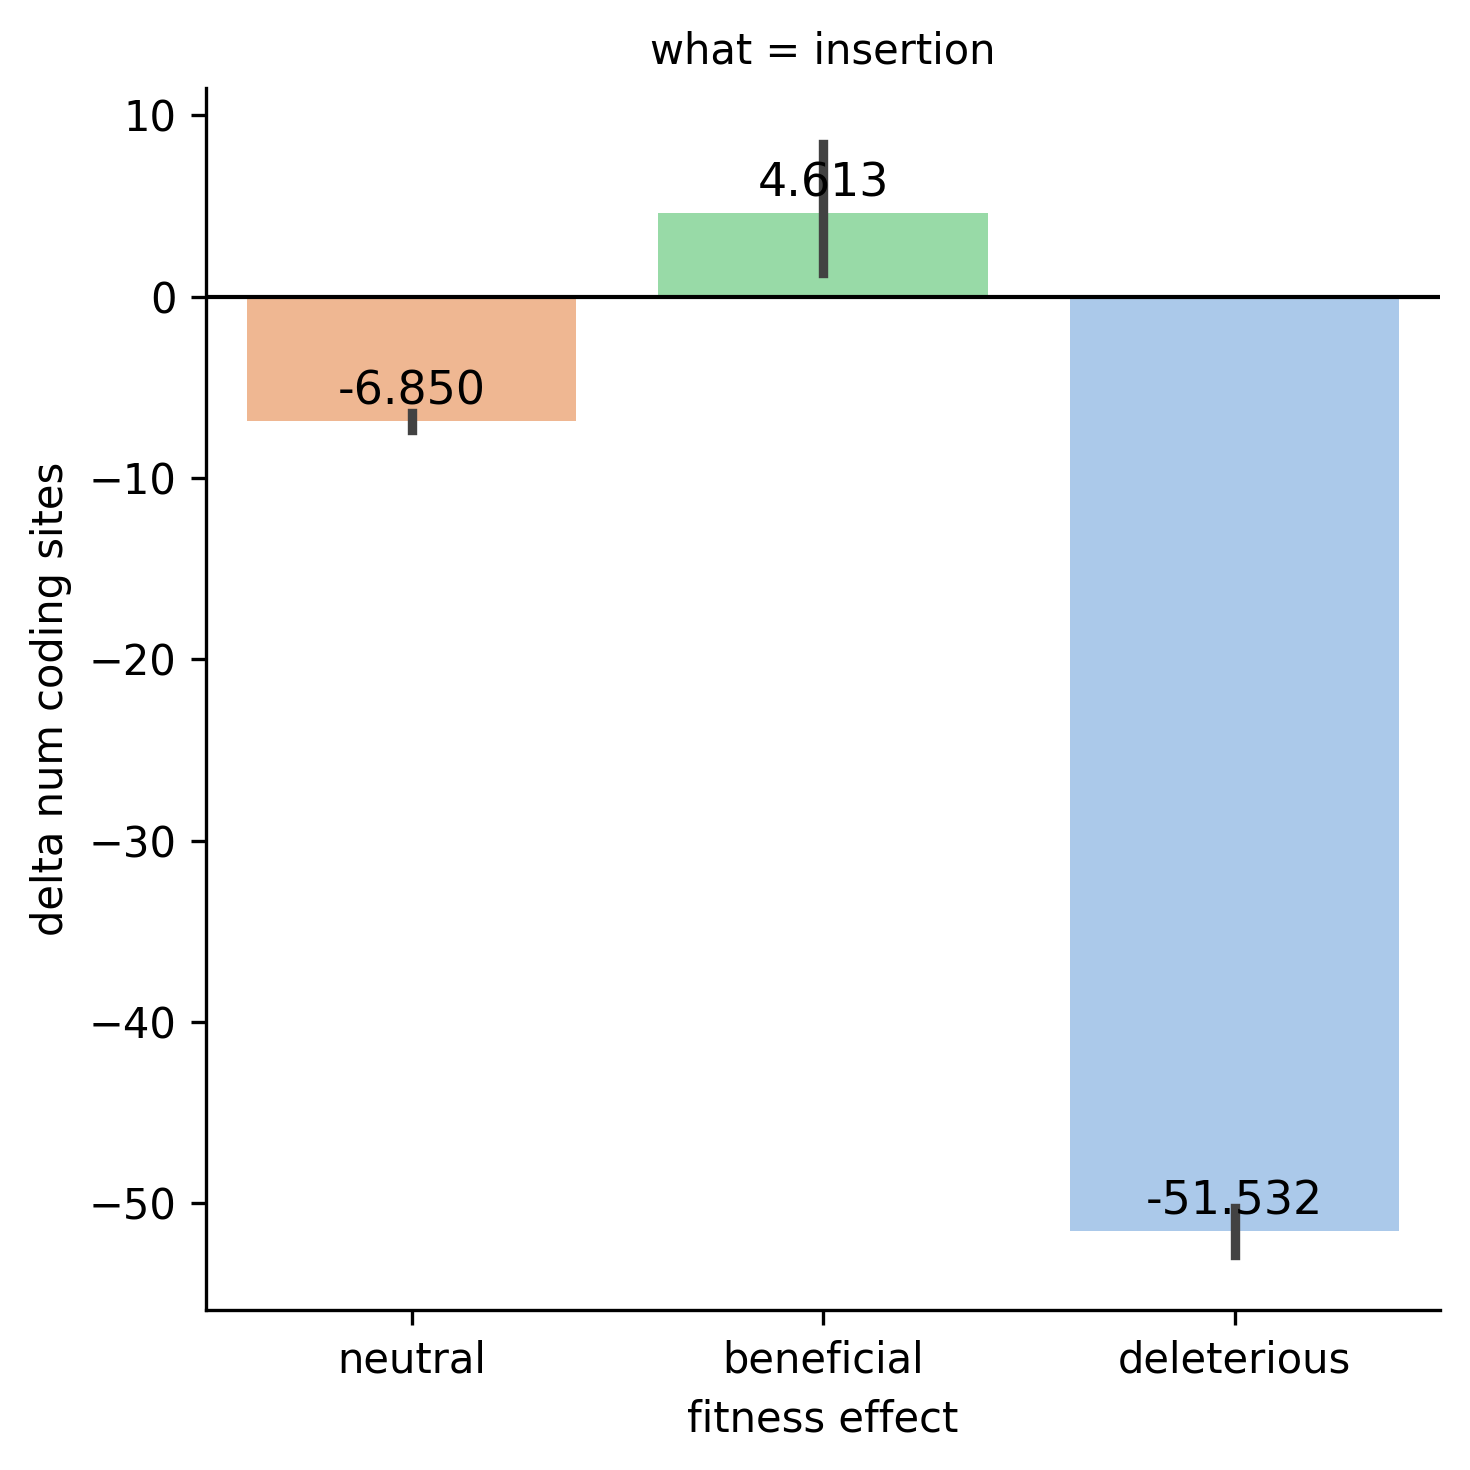 what = insertion
10
0
−10
−20
−30
−40
−50
delta num coding sites
4.613
-6.850
-51.532
neutral
beneficial
deleterious
fitness effect